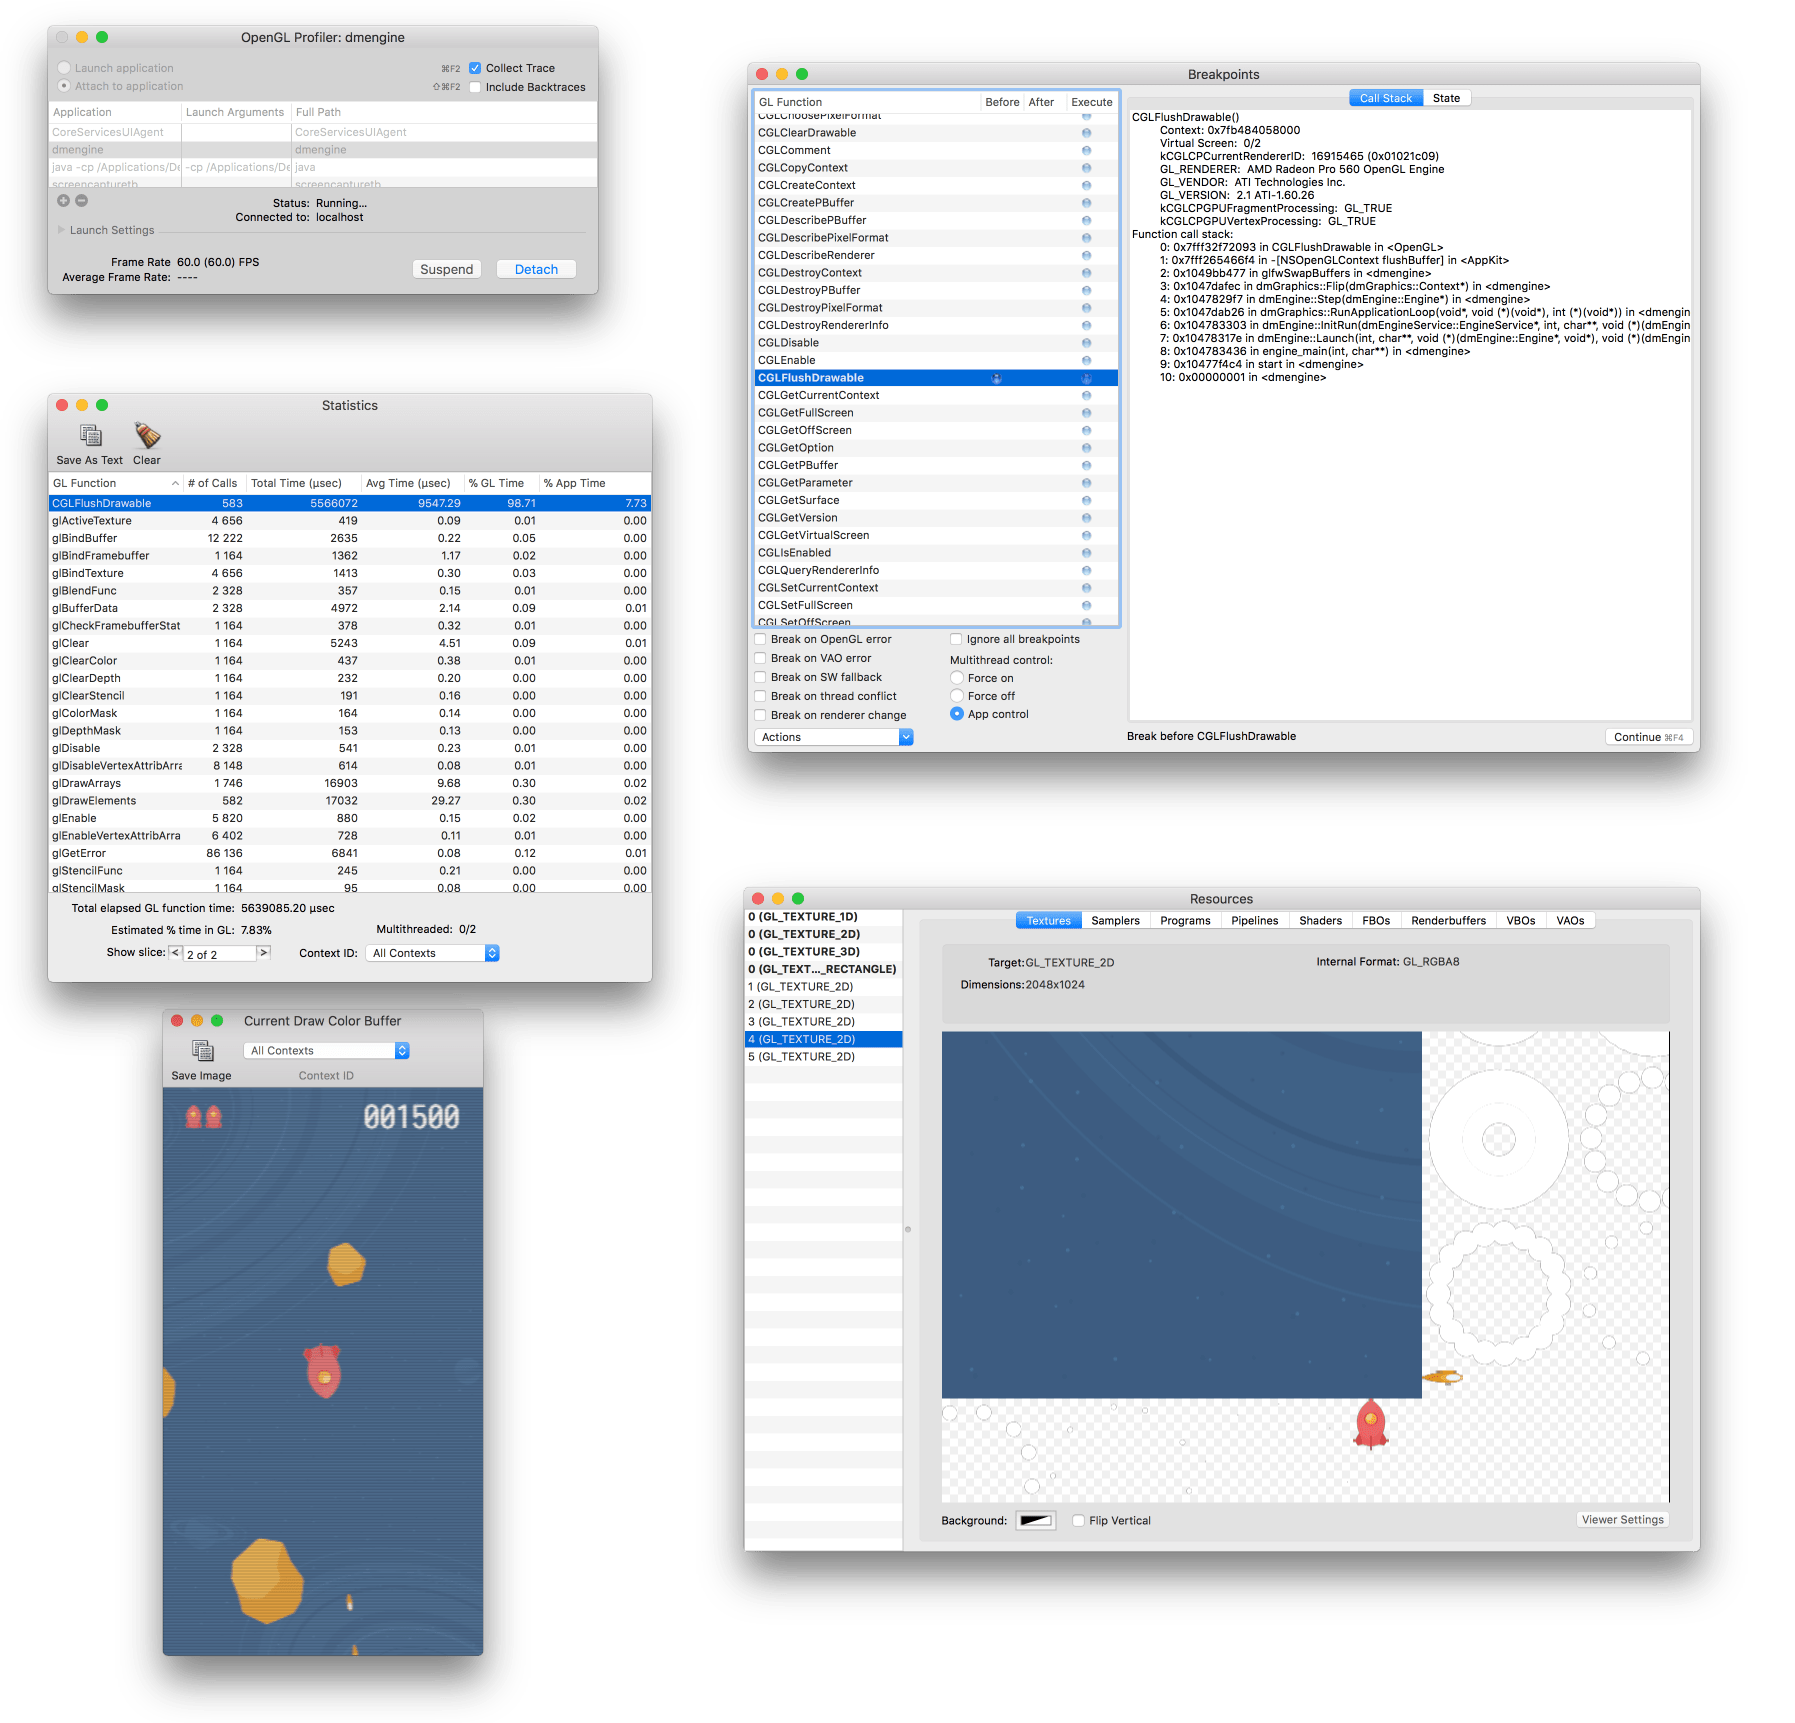 OpenGL Profiler: dmengine
Launch application
⌘F2 Collect Trace
Attach to application
⇧⌘F2 Include Backtraces
Application Launch Arguments Full Path
CoreServicesUIAgent CoreServicesUIAgent
dmengine dmengine
java -cp /Applications/De -cp /Applications/De java
screencapturetb screencapturetb
Status: Running...
Connected to: localhost
Launch Settings
Frame Rate 60.0 (60.0) FPS
Average Frame Rate: ----
Suspend Detach
Statistics
Save As Text Clear
GL Function # of Calls Total Time (µsec) Avg Time (µsec) % GL Time % App Time
CGLFlushDrawable 583 5566072 9547.29 98.71 7.73
glActiveTexture 4 656 419 0.09 0.01 0.00
glBindBuffer 12 222 2635 0.22 0.05 0.00
glBindFramebuffer 1 164 1362 1.17 0.02 0.00
glBindTexture 4 656 1413 0.30 0.03 0.00
glBlendFunc 2 328 357 0.15 0.01 0.00
glBufferData 2 328 4972 2.14 0.09 0.01
glCheckFramebufferStat 1 164 378 0.32 0.01 0.00
glClear 1 164 5243 4.51 0.09 0.01
glClearColor 1 164 437 0.38 0.01 0.00
glClearDepth 1 164 232 0.20 0.00 0.00
glClearStencil 1 164 191 0.16 0.00 0.00
glColorMask 1 164 164 0.14 0.00 0.00
glDepthMask 1 164 153 0.13 0.00 0.00
glDisable 2 328 541 0.23 0.01 0.00
glDisableVertexAttribArra 8 148 614 0.08 0.01 0.00
glDrawArrays 1 746 16903 9.68 0.30 0.02
glDrawElements 582 17032 29.27 0.30 0.02
glEnable 5 820 880 0.15 0.02 0.00
glEnableVertexAttribArra 6 402 728 0.11 0.01 0.00
glGetError 86 136 6841 0.08 0.12 0.01
glStencilFunc 1 164 245 0.21 0.00 0.00
glStencilMask 1 164 95 0.08 0.00 0.00
Total elapsed GL function time: 5639085.20 µsec
Estimated % time in GL: 7.83% Multithreaded: 0/2
Show slice: < 2 of 2 > Context ID: All Contexts
Current Draw Color Buffer
All Contexts
Save Image Context ID
001500
Breakpoints
GL Function Before After Execute
CGLChoosePixelFormat
CGLClearDrawable
CGLComment
CGLCopyContext
CGLCreateContext
CGLCreatePBuffer
CGLDescribePBuffer
CGLDescribePixelFormat
CGLDescribeRenderer
CGLDestroyContext
CGLDestroyPBuffer
CGLDestroyPixelFormat
CGLDestroyRendererInfo
CGLDisable
CGLEnable
CGLFlushDrawable
CGLGetCurrentContext
CGLGetFullScreen
CGLGetOffScreen
CGLGetOption
CGLGetPBuffer
CGLGetParameter
CGLGetSurface
CGLGetVersion
CGLGetVirtualScreen
CGLIsEnabled
CGLQueryRendererInfo
CGLSetCurrentContext
CGLSetFullScreen
CGLSetOffScreen
Break on OpenGL error
Break on VAO error
Break on SW fallback
Break on thread conflict
Break on renderer change
Actions
Ignore all breakpoints
Multithread control:
Force on
Force off
App control
Call Stack State
CGLFlushDrawable()
Context: 0x7fb484058000
Virtual Screen: 0/2
kCGLCPCurrentRendererID: 16915465 (0x01021c09)
GL_RENDERER: AMD Radeon Pro 560 OpenGL Engine
GL_VENDOR: ATI Technologies Inc.
GL_VERSION: 2.1 ATI-1.60.26
kCGLCPGPUFragmentProcessing: GL_TRUE
kCGLCPGPUVertexProcessing: GL_TRUE
Function call stack:
0: 0x7fff32f72093 in CGLFlushDrawable in <OpenGL>
1: 0x7fff265466f4 in -[NSOpenGLContext flushBuffer] in <AppKit>
2: 0x1049bb477 in glfwSwapBuffers in <dmengine>
3: 0x1047dafec in dmGraphics::Flip(dmGraphics::Context*) in <dmengine>
4: 0x1047829f7 in dmEngine::Step(dmEngine::Engine*) in <dmengine>
5: 0x1047dab26 in dmGraphics::RunApplicationLoop(void*, void (*)(void*), int (*)(void*)) in <dmengin
6: 0x104783303 in dmEngine::InitRun(dmEngineService::EngineService*, int, char**, void (*)(dmEngin
7: 0x10478317e in dmEngine::Launch(int, char**, void (*)(dmEngine::Engine*, void*), void (*)(dmEngin
8: 0x104783436 in engine_main(int, char**) in <dmengine>
9: 0x10477f4c4 in start in <dmengine>
10: 0x00000001 in <dmengine>
Break before CGLFlushDrawable Continue ⌘F4
Resources
0 (GL_TEXTURE_1D)
0 (GL_TEXTURE_2D)
0 (GL_TEXTURE_3D)
0 (GL_TEXT..._RECTANGLE)
1 (GL_TEXTURE_2D)
2 (GL_TEXTURE_2D)
3 (GL_TEXTURE_2D)
4 (GL_TEXTURE_2D)
5 (GL_TEXTURE_2D)
Textures Samplers Programs Pipelines Shaders FBOs Renderbuffers VBOs VAOs
Target: GL_TEXTURE_2D Internal Format: GL_RGBA8
Dimensions: 2048x1024
Background: Flip Vertical Viewer Settings